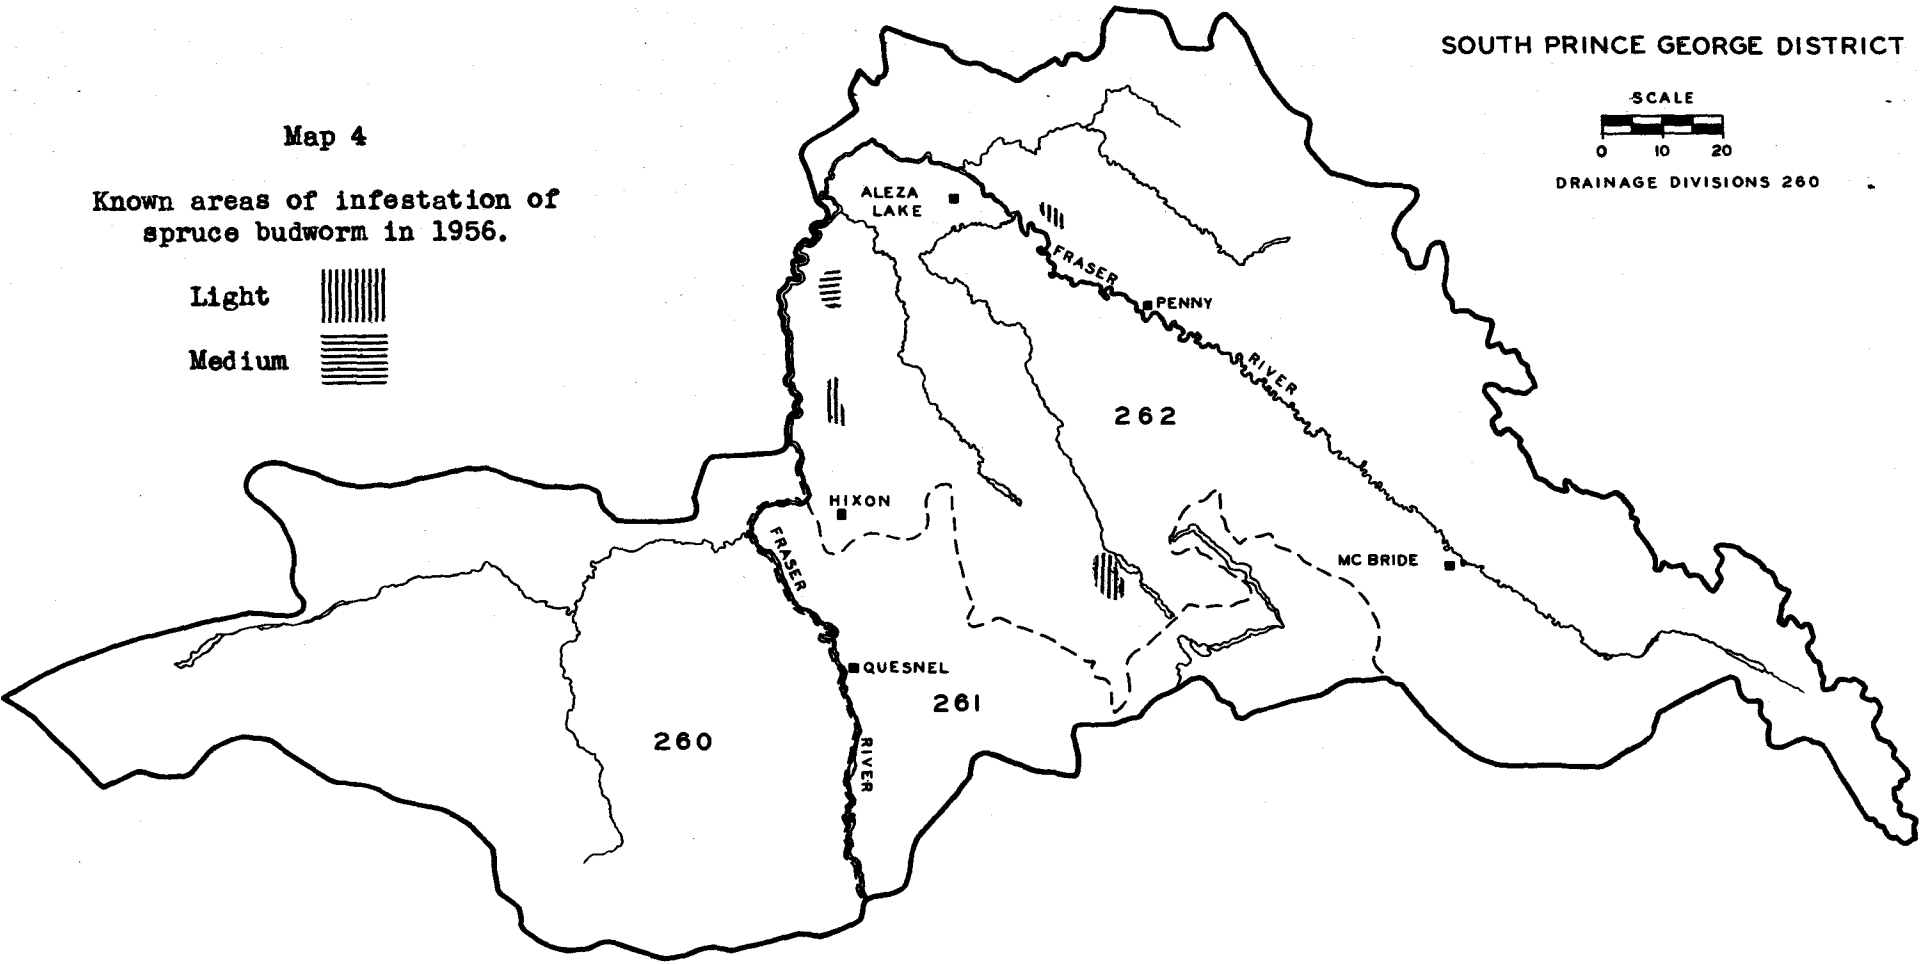 SOUTH PRINCE GEORGE DISTRICT
SCALE
0 10 20
DRAINAGE DIVISIONS 260
Map 4
Known areas of infestation of
spruce budworm in 1956.
Light
Medium
ALEZA
LAKE
FRASER
PENNY
RIVER
262
HIXON
FRASER
MC BRIDE
QUESNEL
261
260
RIVER